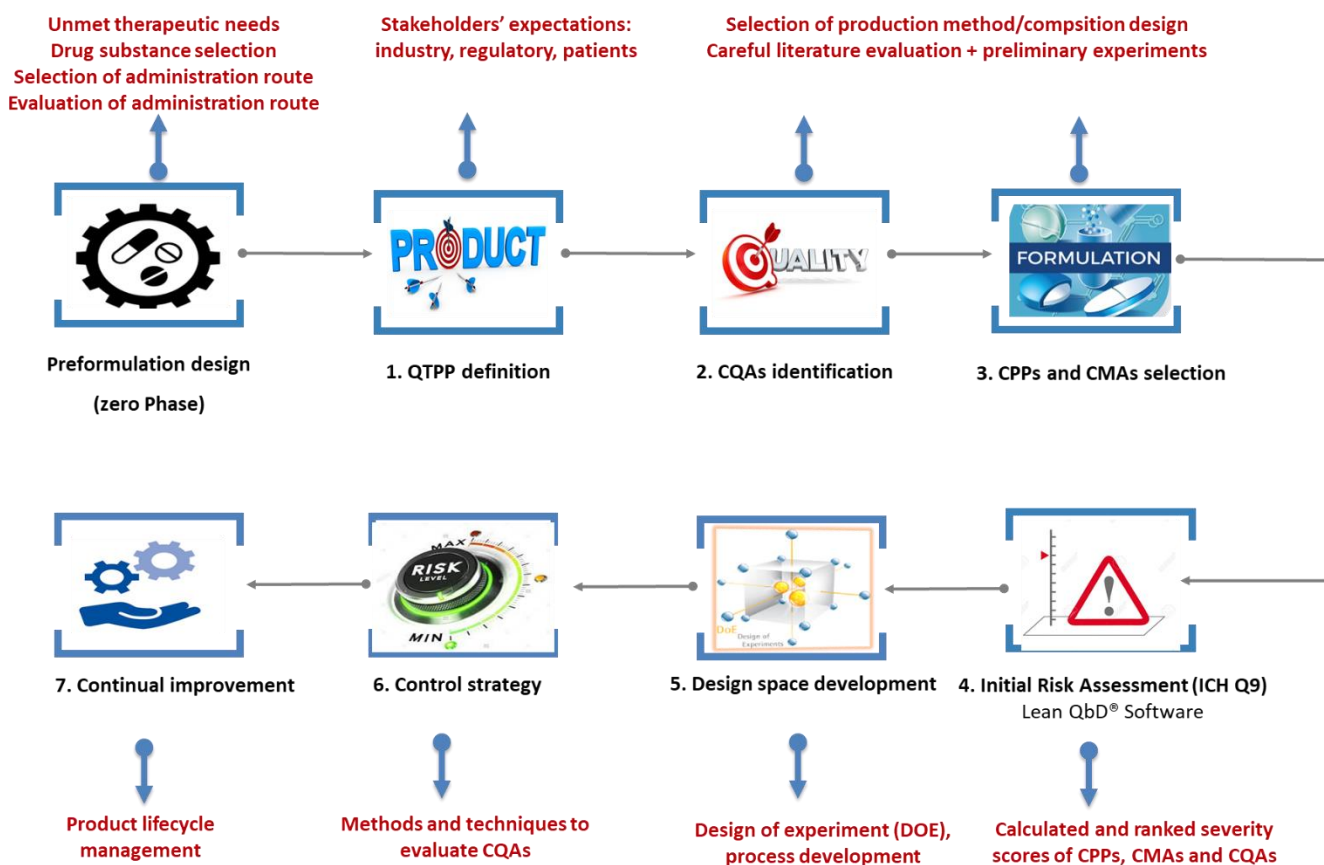 Unmet therapeutic needs
Drug substance selection
Selection of administration route
Evaluation of administration route
Stakeholders’ expectations:
industry, regulatory, patients
Selection of production method/compsition design
Careful literature evaluation + preliminary experiments
PRODUCT
QUALITY
FORMULATION
Preformulation design
(zero Phase)
1. QTPP definition
2. CQAs identification
3. CPPs and CMAs selection
MAX
RISK
LEVEL
MIN
DoE
Design of
Experiments
7. Continual improvement
6. Control strategy
5. Design space development
4. Initial Risk Assessment (ICH Q9)
Lean QbD® Software
Product lifecycle
management
Methods and techniques to
evaluate CQAs
Design of experiment (DOE),
process development
Calculated and ranked severity
scores of CPPs, CMAs and CQAs